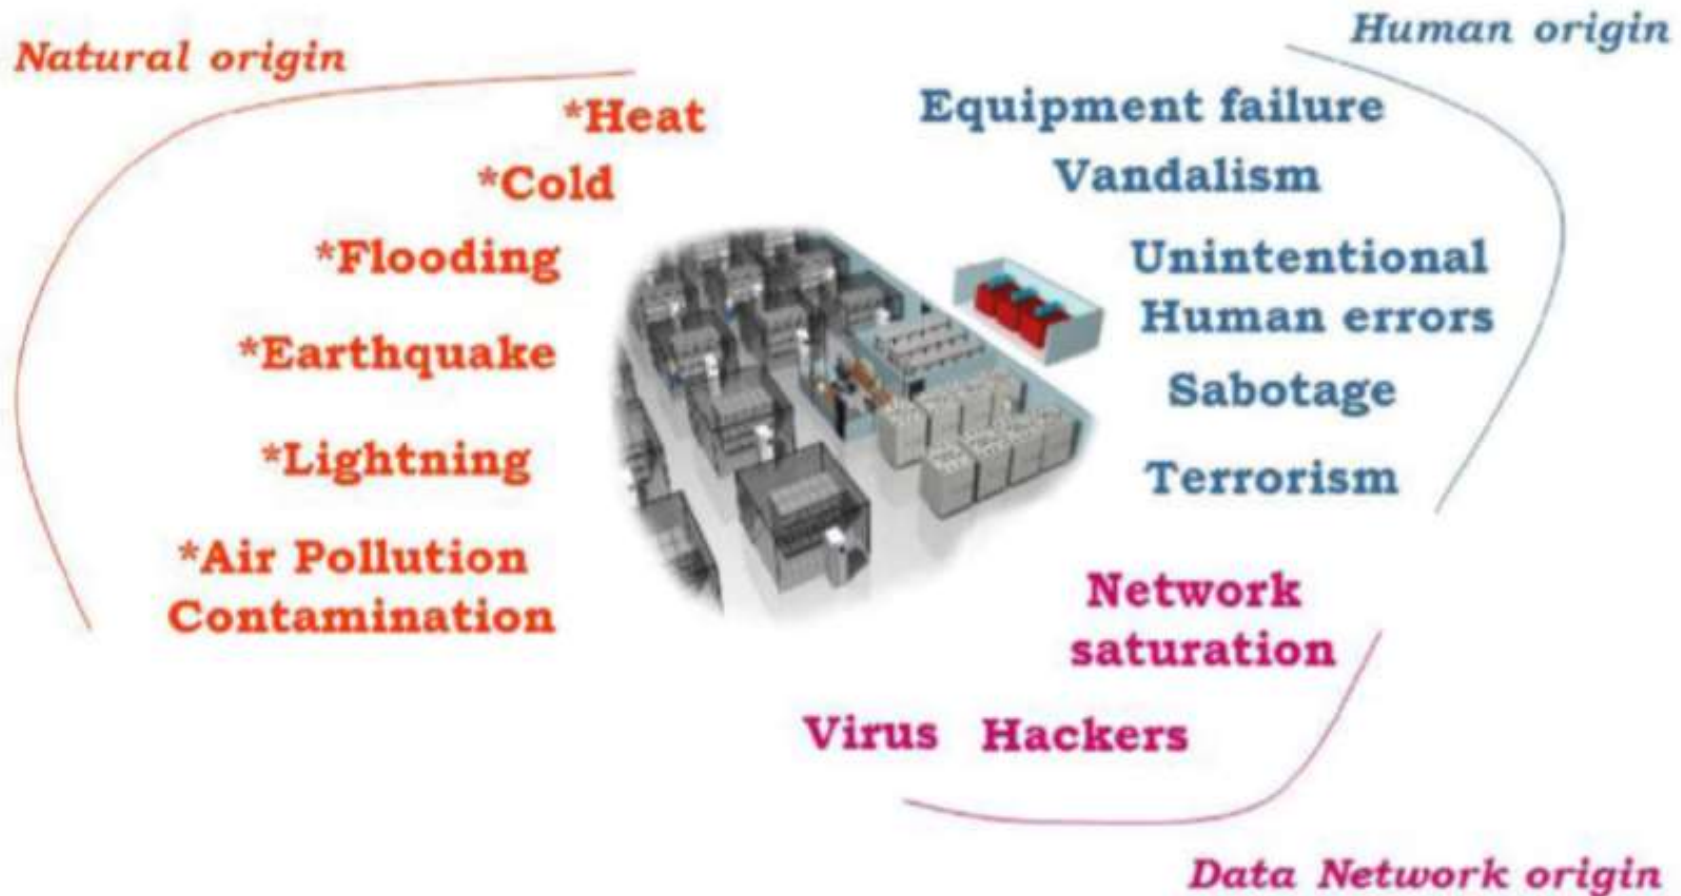 Natural origin
*Heat
*Cold
*Flooding
*Earthquake
*Lightning
*Air Pollution
Contamination
Human origin
Equipment failure
Vandalism
Unintentional
Human errors
Sabotage
Terrorism
Network
saturation
Virus Hackers
Data Network origin